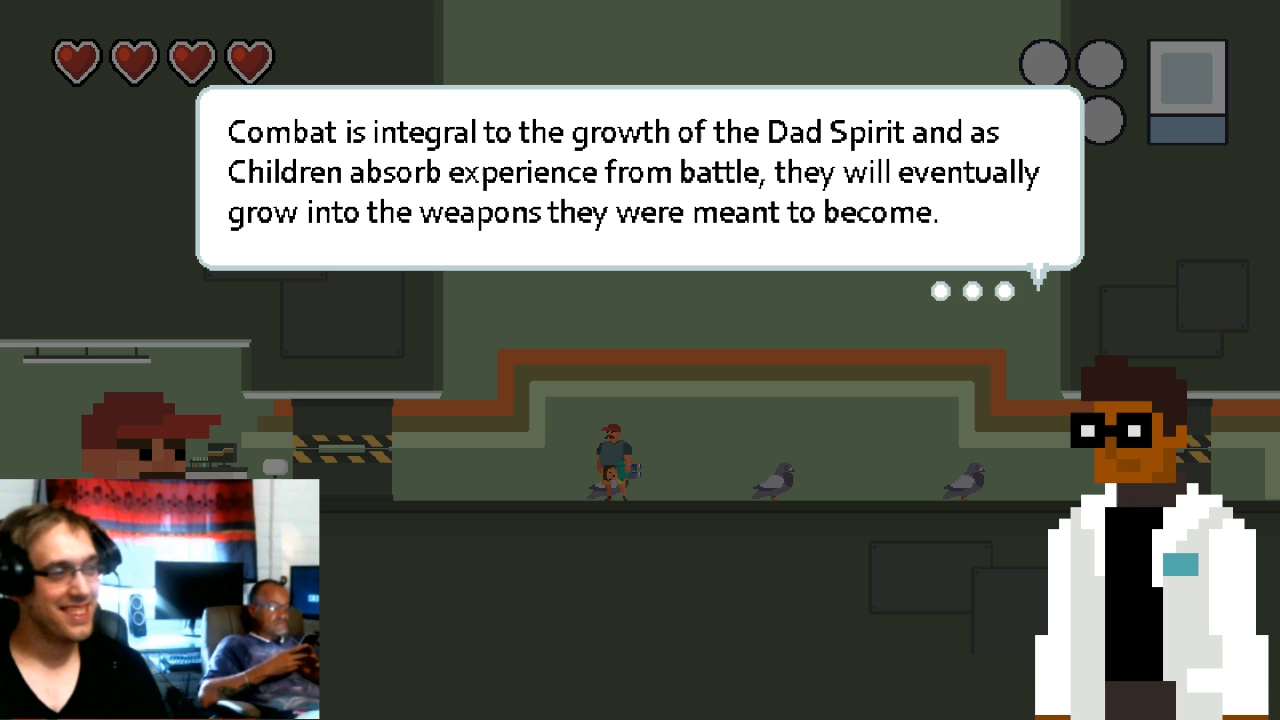 Combat is integral to the growth of the Dad Spirit and as
Children absorb experience from battle, they will eventually
grow into the weapons they were meant to become.